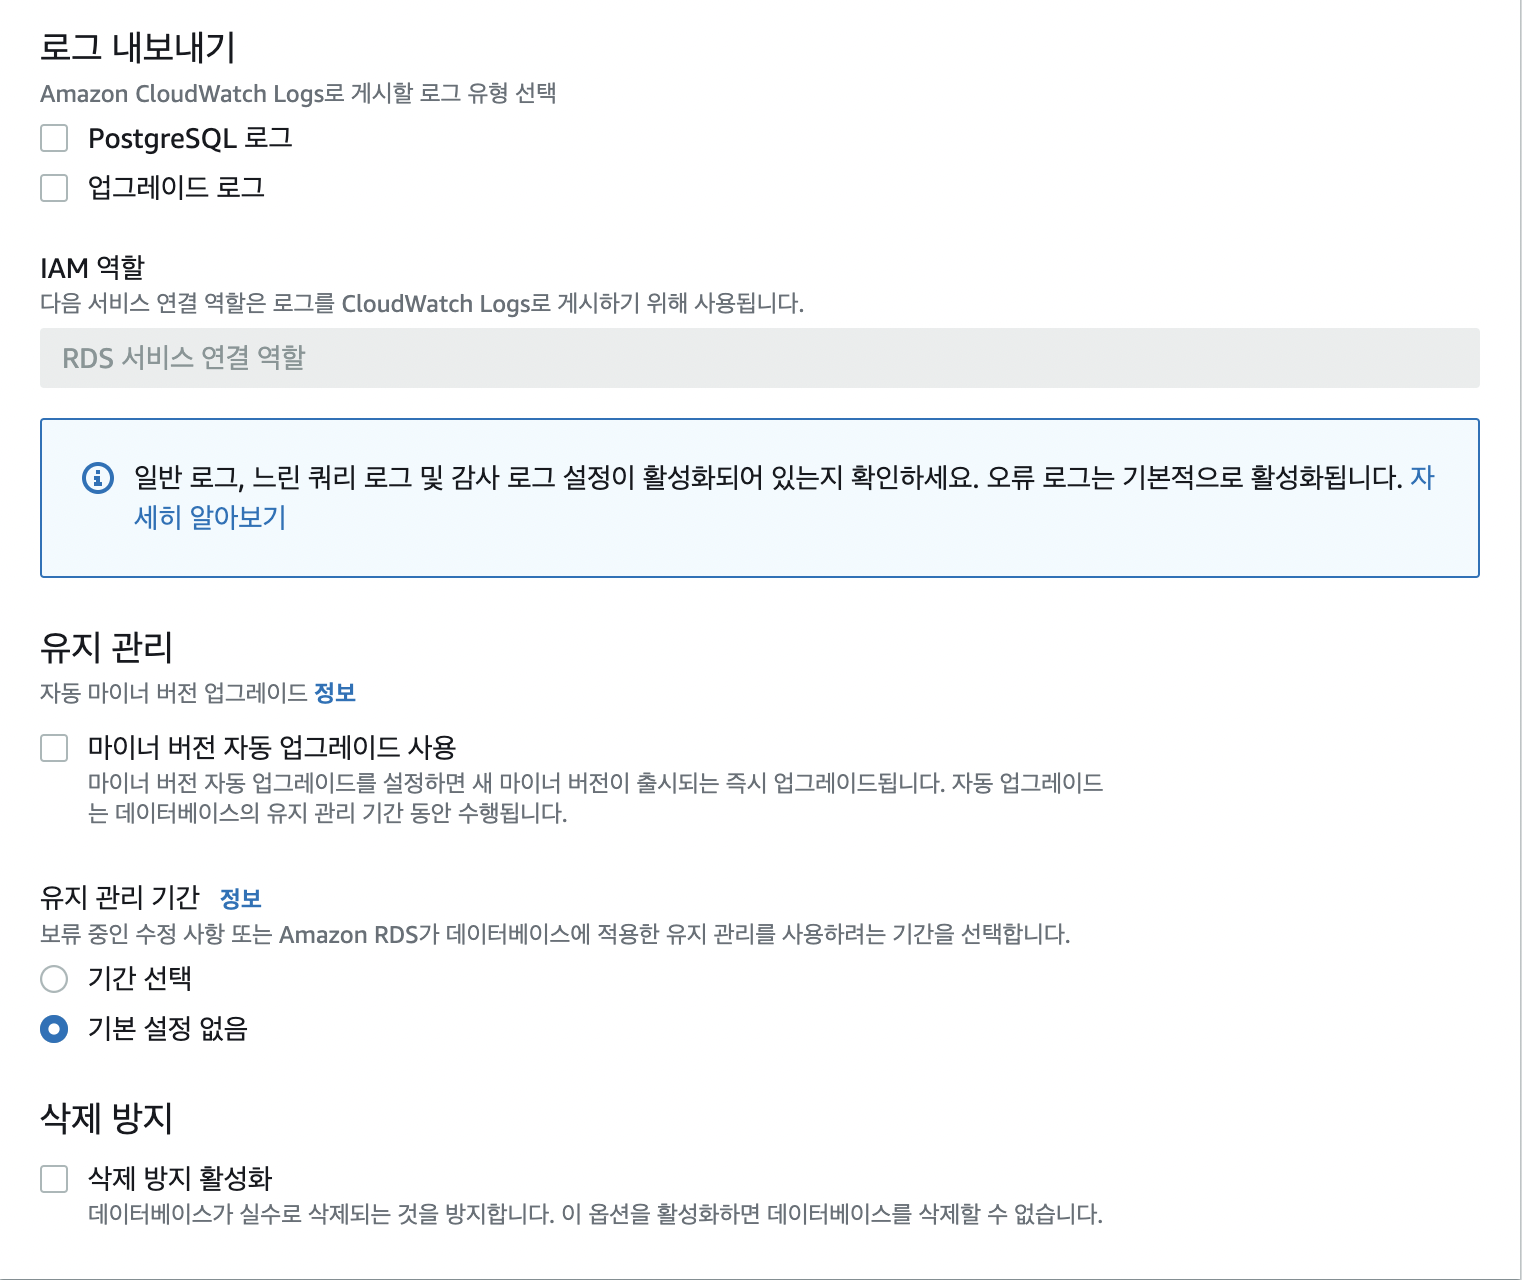 로그 내보내기
Amazon CloudWatch Logs로 게시할 로그 유형 선택
PostgreSQL 로그
업그레이드 로그
IAM 역할
다음 서비스 연결 역할은 로그를 CloudWatch Logs로 게시하기 위해 사용됩니다.
RDS 서비스 연결 역할
일반 로그, 느린 쿼리 로그 및 감사 로그 설정이 활성화되어 있는지 확인하세요. 오류 로그는 기본적으로 활성화됩니다. 자
세히 알아보기
유지 관리
자동 마이너 버전 업그레이드 정보
마이너 버전 자동 업그레이드 사용
마이너 버전 자동 업그레이드를 설정하면 새 마이너 버전이 출시되는 즉시 업그레이드됩니다. 자동 업그레이드
는 데이터베이스의 유지 관리 기간 동안 수행됩니다.
유지 관리 기간 정보
보류 중인 수정 사항 또는 Amazon RDS가 데이터베이스에 적용한 유지 관리를 사용하려는 기간을 선택합니다.
기간 선택
기본 설정 없음
삭제 방지
삭제 방지 활성화
데이터베이스가 실수로 삭제되는 것을 방지합니다. 이 옵션을 활성화하면 데이터베이스를 삭제할 수 없습니다.